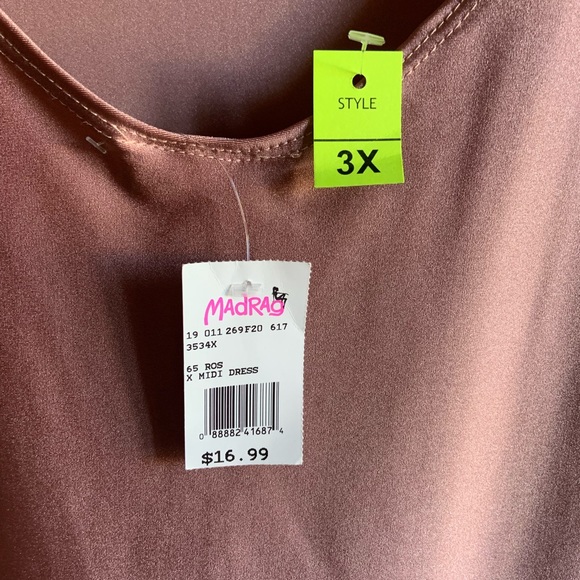 STYLE
3X
MAdRAG
19 011 269F20 617
3534X
65 ROS
X MIDI DRESS
0 88882 41687 4
$16.99